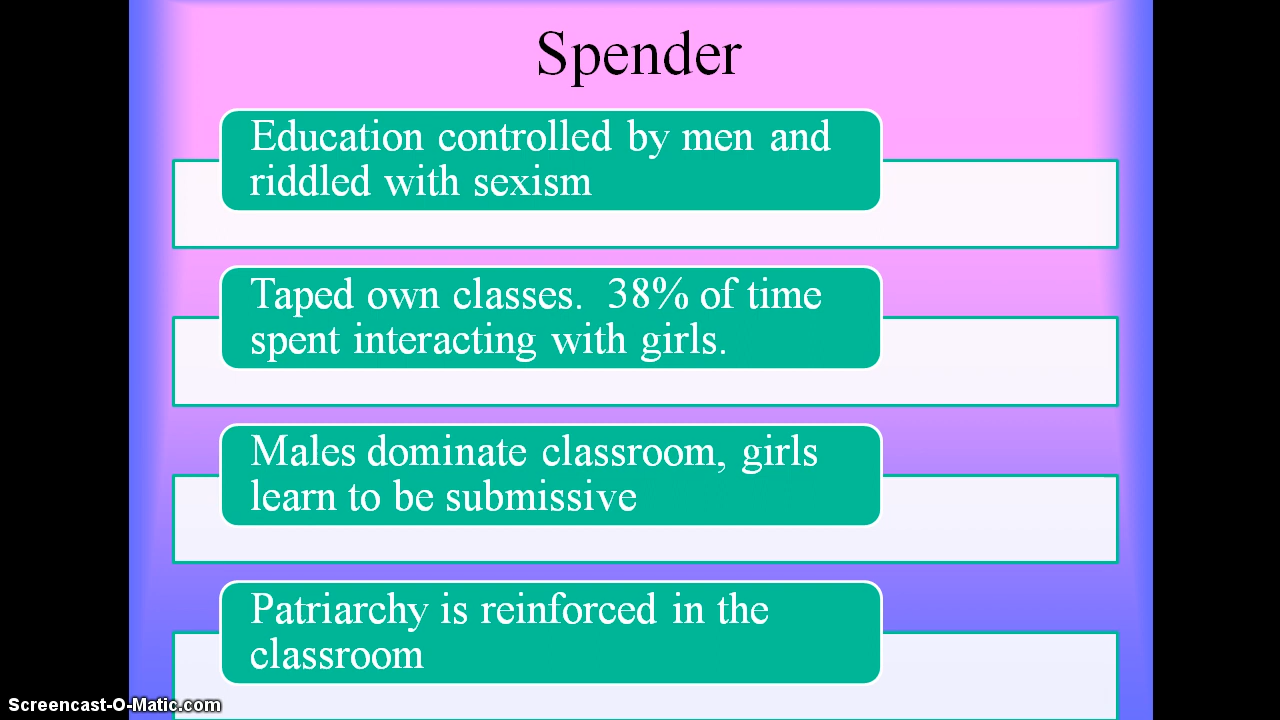 Spender
Education controlled by men and
riddled with sexism
Taped own classes.  38% of time
spent interacting with girls.
Males dominate classroom, girls
learn to be submissive
Patriarchy is reinforced in the
classroom
Screencast-O-Matic.com